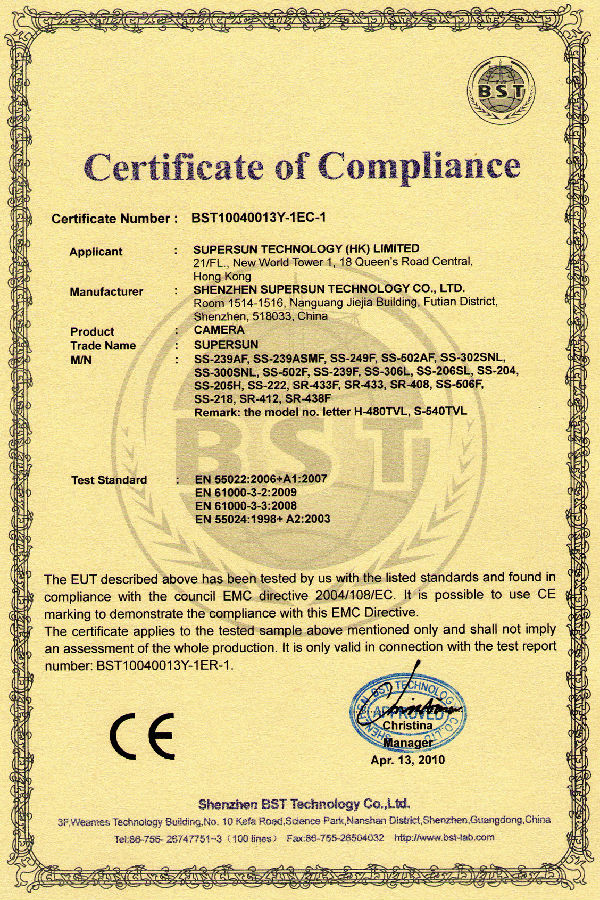 BST
Certificate of Compliance
Certificate Number : BST10040013Y-1EC-1
Applicant : SUPERSUN TECHNOLOGY (HK) LIMITED
21/FL., New World Tower 1, 18 Queen's Road Central,
Hong Kong
Manufacturer : SHENZHEN SUPERSUN TECHNOLOGY CO., LTD.
Room 1514-1516, Nanguang Jiejia Building, Futian District,
Shenzhen, 518033, China
Product : CAMERA
Trade Name : SUPERSUN
M/N : SS-239AF, SS-239ASMF, SS-249F, SS-502AF, SS-302SNL,
SS-300SNL, SS-502F, SS-239F, SS-306L, SS-206SL, SS-204,
SS-205H, SS-222, SR-433F, SR-433, SR-408, SS-506F,
SS-218, SR-412, SR-438F
Remark: the model no. letter H-480TVL, S-540TVL
BST
Test Standard : EN 55022:2006+A1:2007
EN 61000-3-2:2009
EN 61000-3-3:2008
EN 55024:1998+ A2:2003
The EUT described above has been tested by us with the listed standards and found in
compliance with the council EMC directive 2004/108/EC. It is possible to use CE
marking to demonstrate the compliance with this EMC Directive.
The certificate applies to the tested sample above mentioned only and shall not imply
an assessment of the whole production. It is only valid in connection with the test report
number: BST10040013Y-1ER-1.
CE
APPROVED
Christina
Manager
Apr. 13, 2010
Shenzhen BST Technology Co.,Ltd.
3F,Weames Technology Building,No. 10 Kefa Road,Science Park,Nanshan District,Shenzhen,Guangdong,China
Tel:86-755- 26747751~3 (100 lines) Fax:86-755-26504032 http://www.bst-lab.com